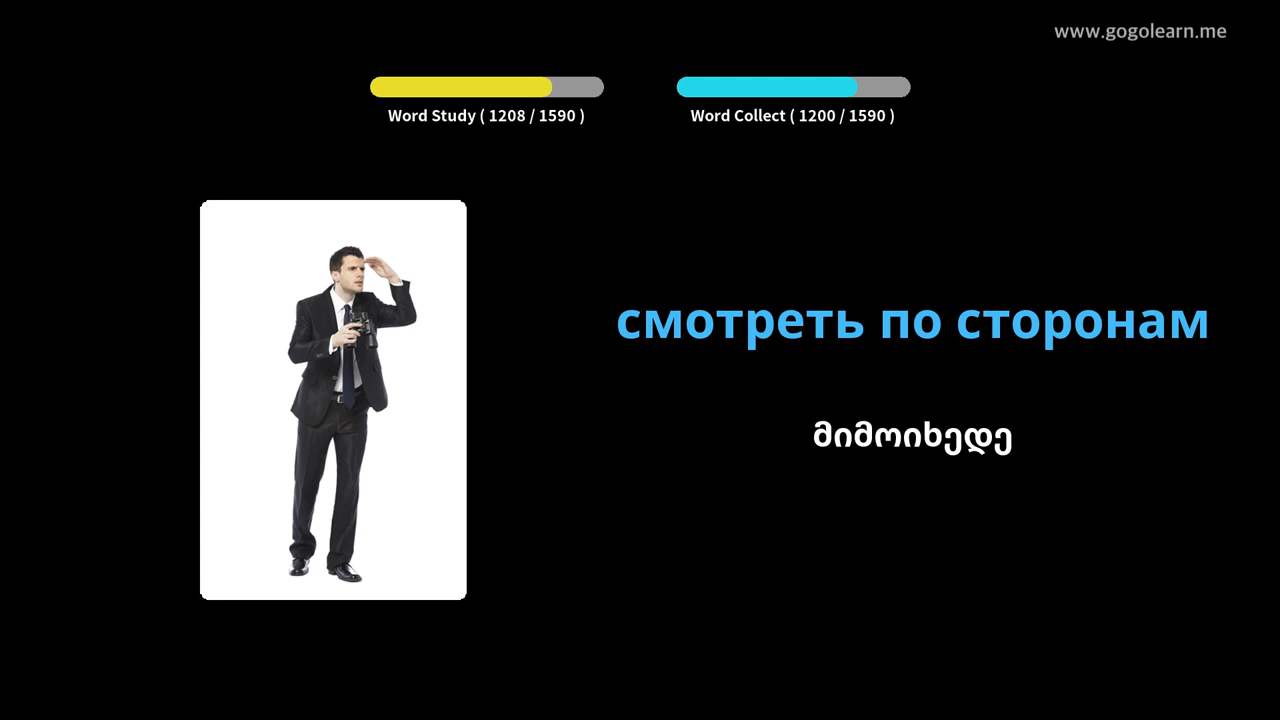 www.gogolearn.me
Word Study ( 1208 / 1590 )
Word Collect ( 1200 / 1590 )
смотреть по сторонам
მიმოიხედე